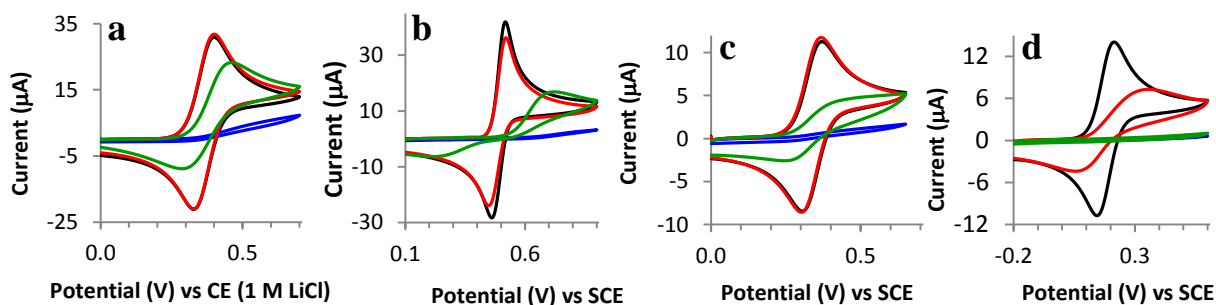 a
b
c
d
35
15
-5
-25
0.0
0.5
Current (µA)
Potential (V) vs CE (1 M LiCl)
30
10
-10
-30
0.1
0.6
Current (µA)
Potential (V) vs SCE
10
5
0
-5
-10
0.0
0.5
Current (µA)
Potential (V) vs SCE
12
6
0
-6
-12
-0.2
0.3
Current (µA)
(V) vs SCE